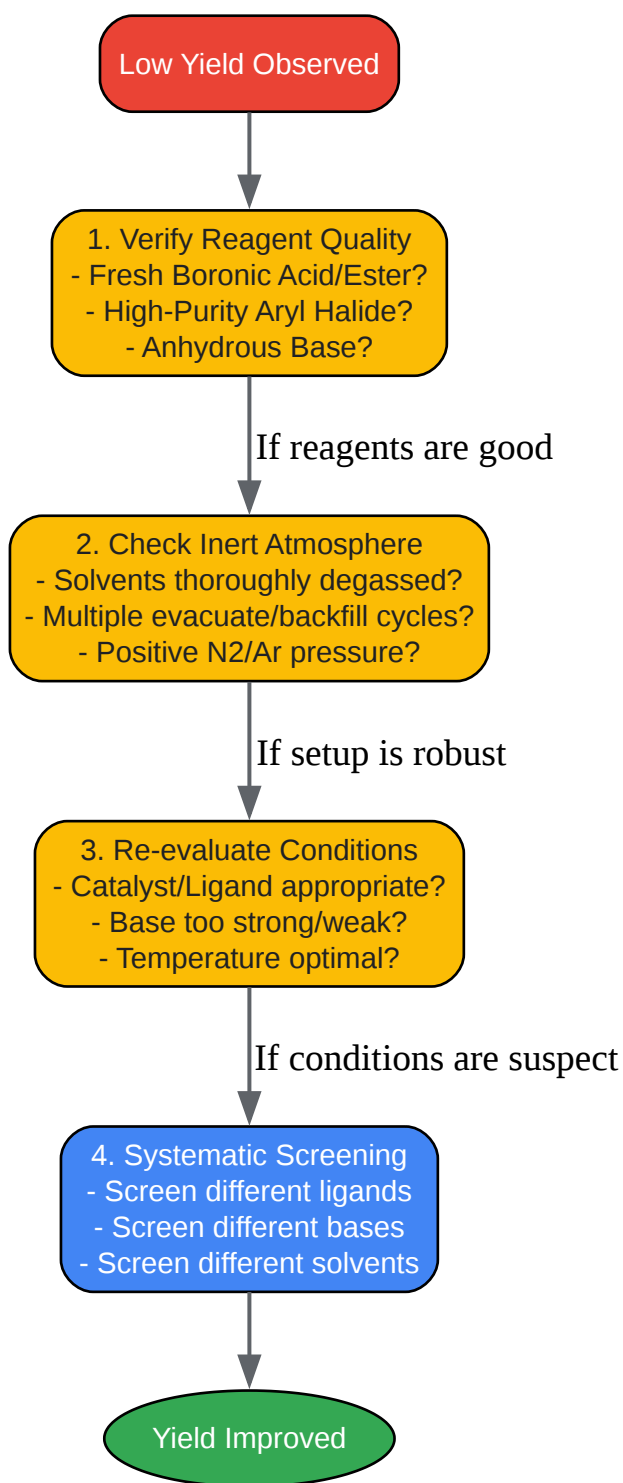 Low Yield Observed
1. Verify Reagent Quality
- Fresh Boronic Acid/Ester?
- High-Purity Aryl Halide?
- Anhydrous Base?
If reagents are good
2. Check Inert Atmosphere
- Solvents thoroughly degassed?
- Multiple evacuate/backfill cycles?
- Positive N2/Ar pressure?
If setup is robust
3. Re-evaluate Conditions
- Catalyst/Ligand appropriate?
- Base too strong/weak?
- Temperature optimal?
If conditions are suspect
4. Systematic Screening
- Screen different ligands
- Screen different bases
- Screen different solvents
Yield Improved